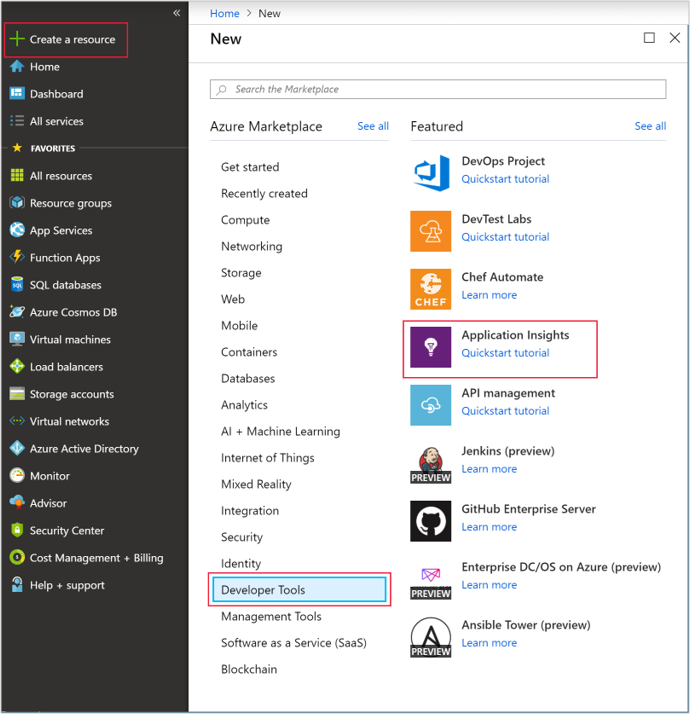 «
Create a resource
Home
Dashboard
All services
FAVORITES
All resources
Resource groups
App Services
Function Apps
SQL
SQL databases
Azure Cosmos DB
Virtual machines
Load balancers
Storage accounts
Virtual networks
Azure Active Directory
Monitor
Advisor
Security Center
Cost Management + Billing
Help + support
Home > New
New
Search the Marketplace
Azure Marketplace See all
Get started
Recently created
Compute
Networking
Storage
Web
Mobile
Containers
Databases
Analytics
AI + Machine Learning
Internet of Things
Mixed Reality
Integration
Security
Identity
Developer Tools
Management Tools
Software as a Service (SaaS)
Blockchain
Featured See all
DevOps Project
Quickstart tutorial
DevTest Labs
Quickstart tutorial
CHEF
Chef Automate
Learn more
Application Insights
Quickstart tutorial
API management
Quickstart tutorial
PREVIEW
Jenkins (preview)
Learn more
GitHub Enterprise Server
Learn more
PREVIEW
Enterprise DC/OS on Azure (preview)
Learn more
PREVIEW
Ansible Tower (preview)
Learn more